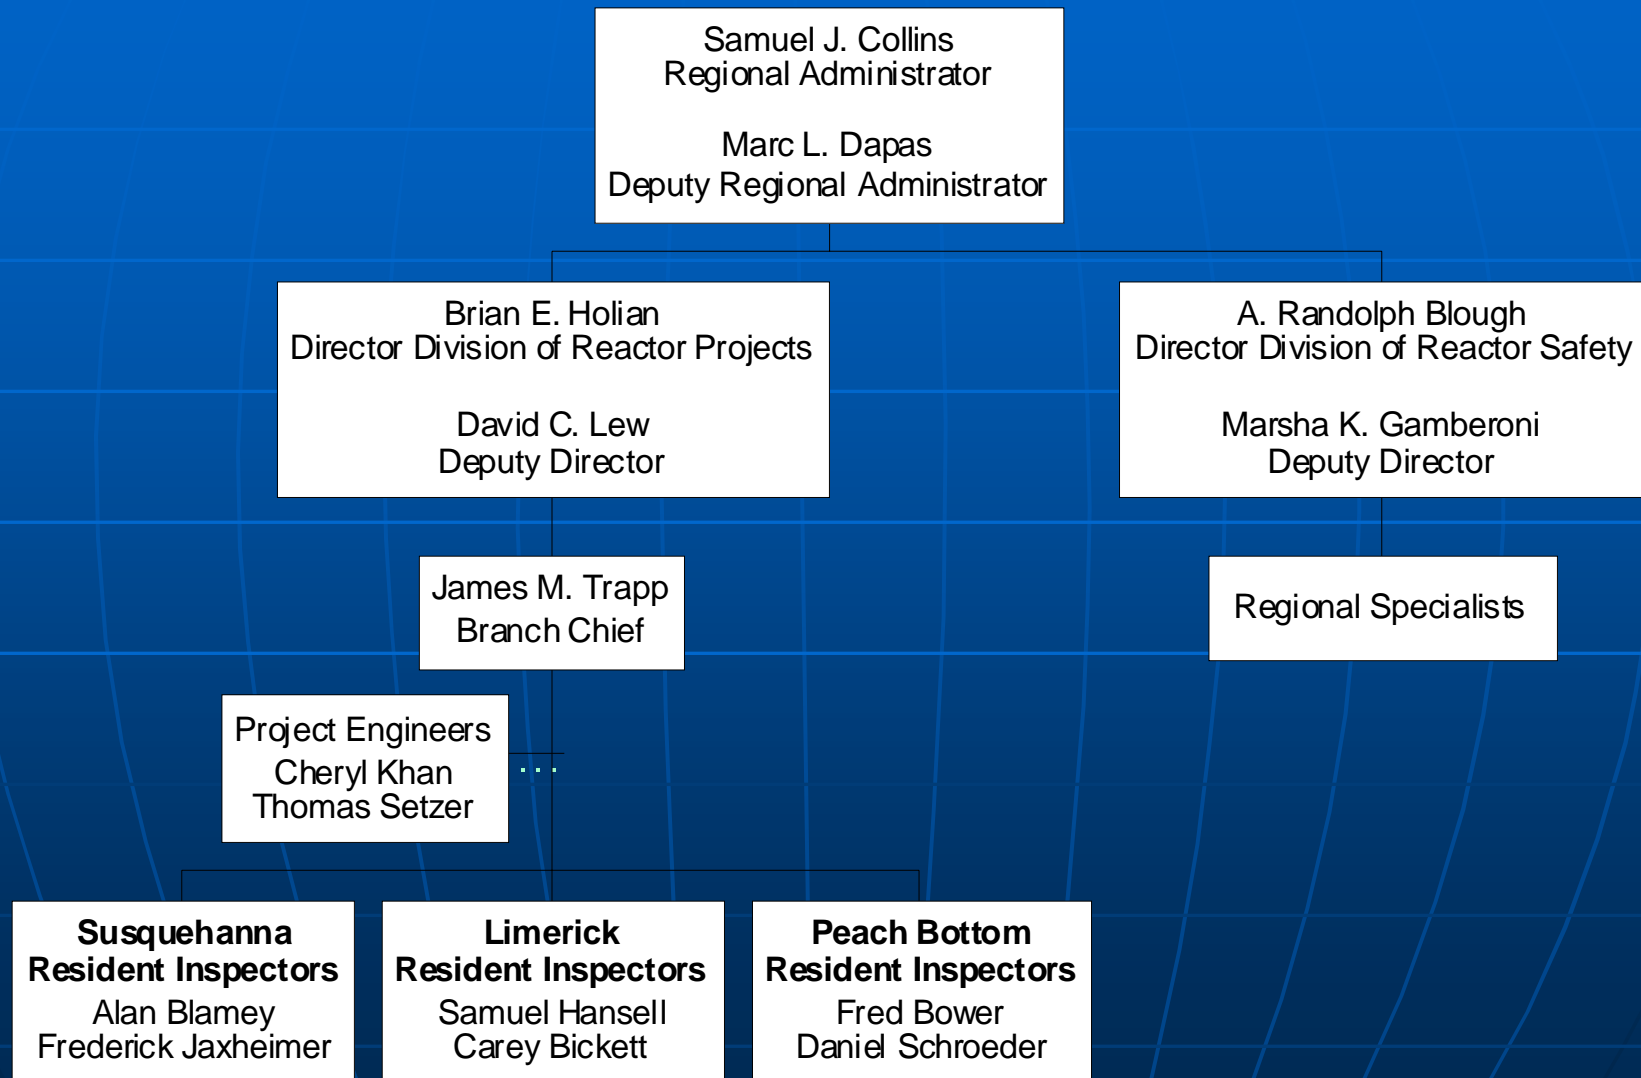 Samuel J. Collins
Regional Administrator
Marc L. Dapas
Deputy Regional Administrator
Brian E. Holian
Director Division of Reactor Projects
David C. Lew
Deputy Director
A. Randolph Blough
Director Division of Reactor Safety
Marsha K. Gamberoni
Deputy Director
James M. Trapp
Branch Chief
Regional Specialists
Project Engineers
Cheryl Khan
Thomas Setzer
...
Susquehanna
Resident Inspectors
Alan Blamey
Frederick Jaxheimer
Limerick
Resident Inspectors
Samuel Hansell
Carey Bickett
Peach Bottom
Resident Inspectors
Fred Bower
Daniel Schroeder